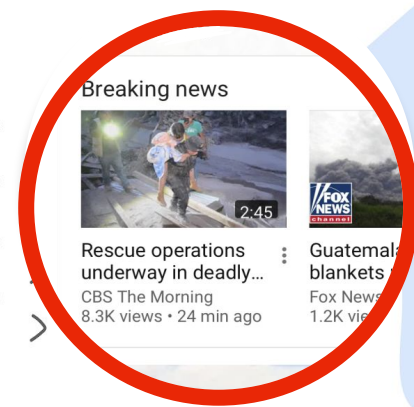 Breaking news
2:45
FOX
NEWS
channel
Rescue operations
underway in deadly...
CBS The Morning
8.3K views • 24 min ago
Guatemala
blankets
Fox News
1.2K